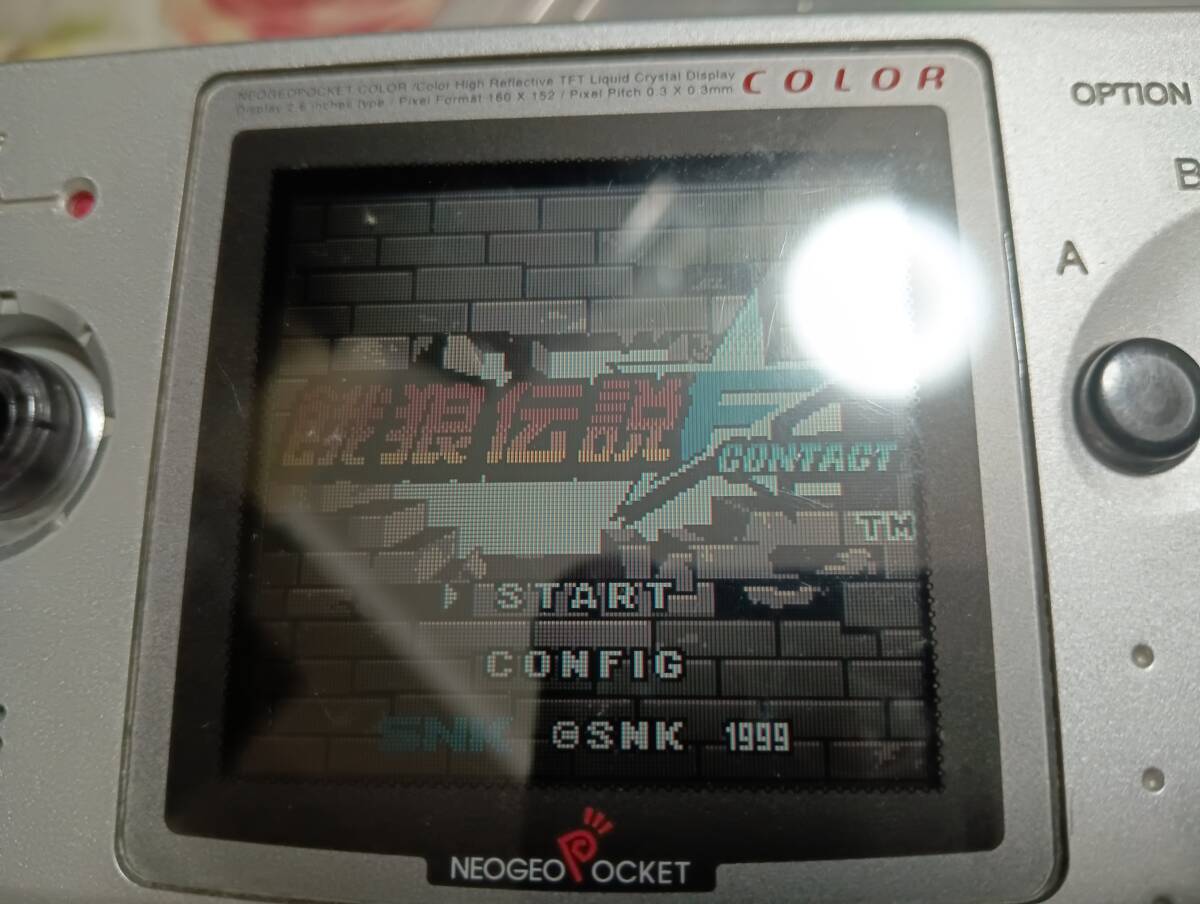 NEOGEOPOCKET COLOR /Color High Reflective TFT Liquid Crystal Display
Display 2.6 inches type / Pixel Format 160 X 152 / Pixel Pitch 0.3 X 0.3mm
COLOR
OPTION
B
A
餓狼伝説
CONTACT
TM
START
CONFIG
SNK ©SNK 1999
NEOGEO POCKET